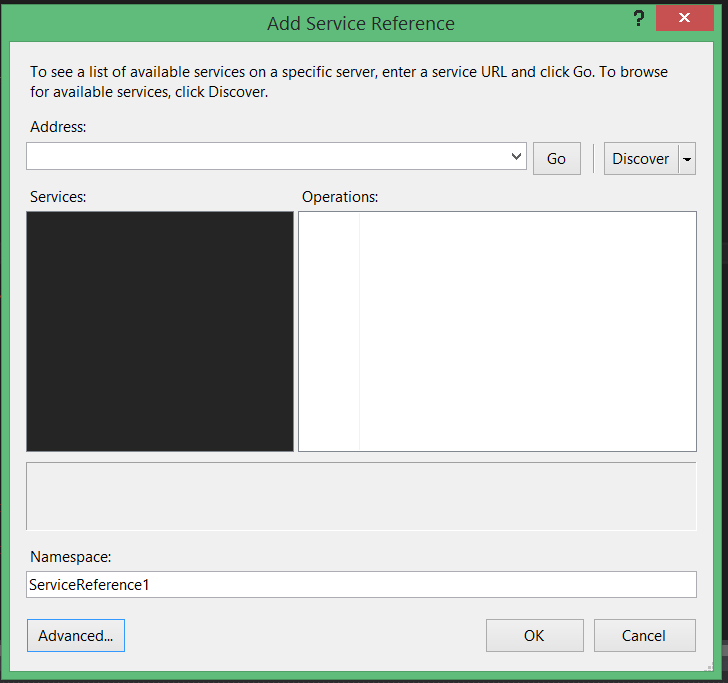 Add Service Reference
?
To see a list of available services on a specific server, enter a service URL and click Go. To browse
for available services, click Discover.
Address:
Go
Discover
Services:
Operations:
Namespace:
ServiceReference1
Advanced...
OK
Cancel